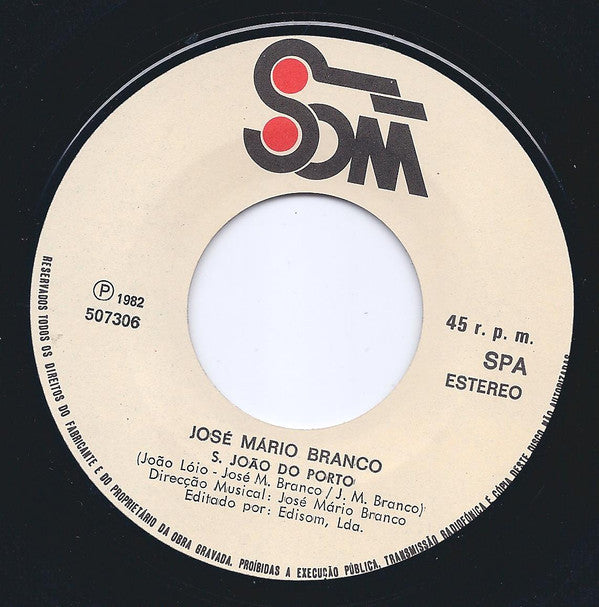 SOM
℗ 1982
507306
45 r. p. m.
SPA
ESTEREO
JOSÉ MÁRIO BRANCO
S. JOÃO DO PORTO
(João Lóio - José M. Branco / J. M. Branco)
Direcção Musical: José Mário Branco
Editado por: Edisom, Lda.
RESERVADOS TODOS OS DIREITOS DO FABRICANTE E DO PROPRIETÁRIO DA OBRA GRAVADA. PROÍBIDAS A EXECUÇÃO PÚBLICA, TRANSMISSÃO RADIOFÓNICA E CÓPIA DESTE DISCO NÃO AUTORIZADAS